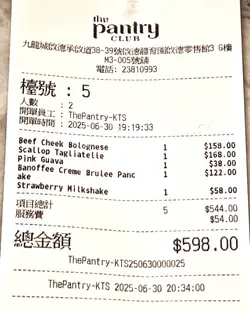 the
pantry
CLUB
九龍城啟德承啟道38-39號啟德體育園啟德零售館3 G樓
M3-005號舖
電話: 23810993
檯號 : 5
人數 : 2
開單員工 : ThePantry-KTS
開單時間 : 2025-06-30 19:19:33
Beef Cheek Bolognese 1 $158.00
Scallop Tagliatelle 1 $168.00
Pink Guava 1 $38.00
Banoffee Creme Brulee Panc 1 $122.00
ake
Strawberry Milkshake 1 $58.00
項目總計 5 $544.00
服務費 $54.00
總金額 $598.00
ThePantry-KTS250630000025
ThePantry-KTS 2025-06-30 20:34:00